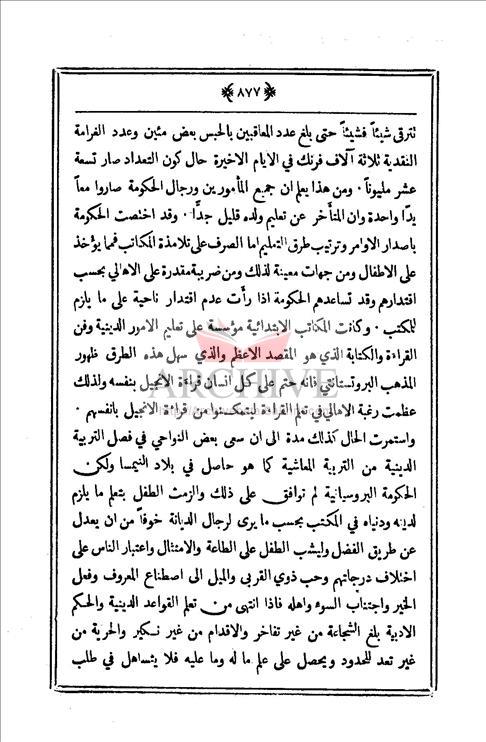 ٨٧٧
تترقى شيئاً فشيئاً حتى بلغ عدد المعاقبين بالحبس بعض مئين وعدد الغرامة
النقدية ثلاثة آلاف فرنك في الايام الاخيرة حال كون التعداد صار تسعة
عشر مليوناً · ومن هذا يعلم ان جميع المأمورين ورجال الحكومة صاروا معاً
يدًا واحدة وان المتأخر عن تعليم ولده قليل جدًّا · وقد اختصت الحكومة
باصدار الاوامر وترتيب طرق التعليم اما الصرف على تلامذة المكاتب فمما يؤخذ
على الاطفال ومن جهات معينة لذلك ومن ضريبة مقدرة على الاهالي بحسب
اقتدارهم وقد تساعدهم الحكومة اذا رأت عدم اقتدار ناحية على ما يلزم
للمكتب · وكانت المكاتب الابتدائية مؤسسة على تعليم الامور الدينية وفن
القراءة والكتابة الذي هو المقصد الاعظم والذي سهل هذه الطرق ظهور
المذهب البروتستانتي فانه حتم على كل انسان قراءة الانجيل بنفسه ولذلك
عظمت رغبة الاهالي في تعلم القراءة ليتمكنوا من قراءة الانجيل بانفسهم ·
واستمرت الحال كذلك مدة الى ان سعى بعض النواحي في فصل التربية
الدينية من التربية المعاشية كما هو حاصل في بلاد النيمسا ولكن
الحكومة البروسيانية لم توافق على ذلك والزمت الطفل بتعلم ما يلزم
لدينه ودنياه في المكتب بحسب ما يرى لرجال الديانة خوفاً من ان يعدل
عن طريق الفضل وليشب الطفل على الطاعة والامتثال واعتبار الناس على
اختلاف درجاتهم وحب ذوي القربى والميل الى اصطناع المعروف وفعل
الخير واجتناب السوء واهله فاذا انتهى من تعلم القواعد الدينية والحكم
الادبية بلغ الشجاعة من غير تفاخر والاقدام من غير تكبر والحرية من
غير تعد للحدود ويحصل على علم ما له وما عليه فلا يتساهل في طلب
ARCHIVE